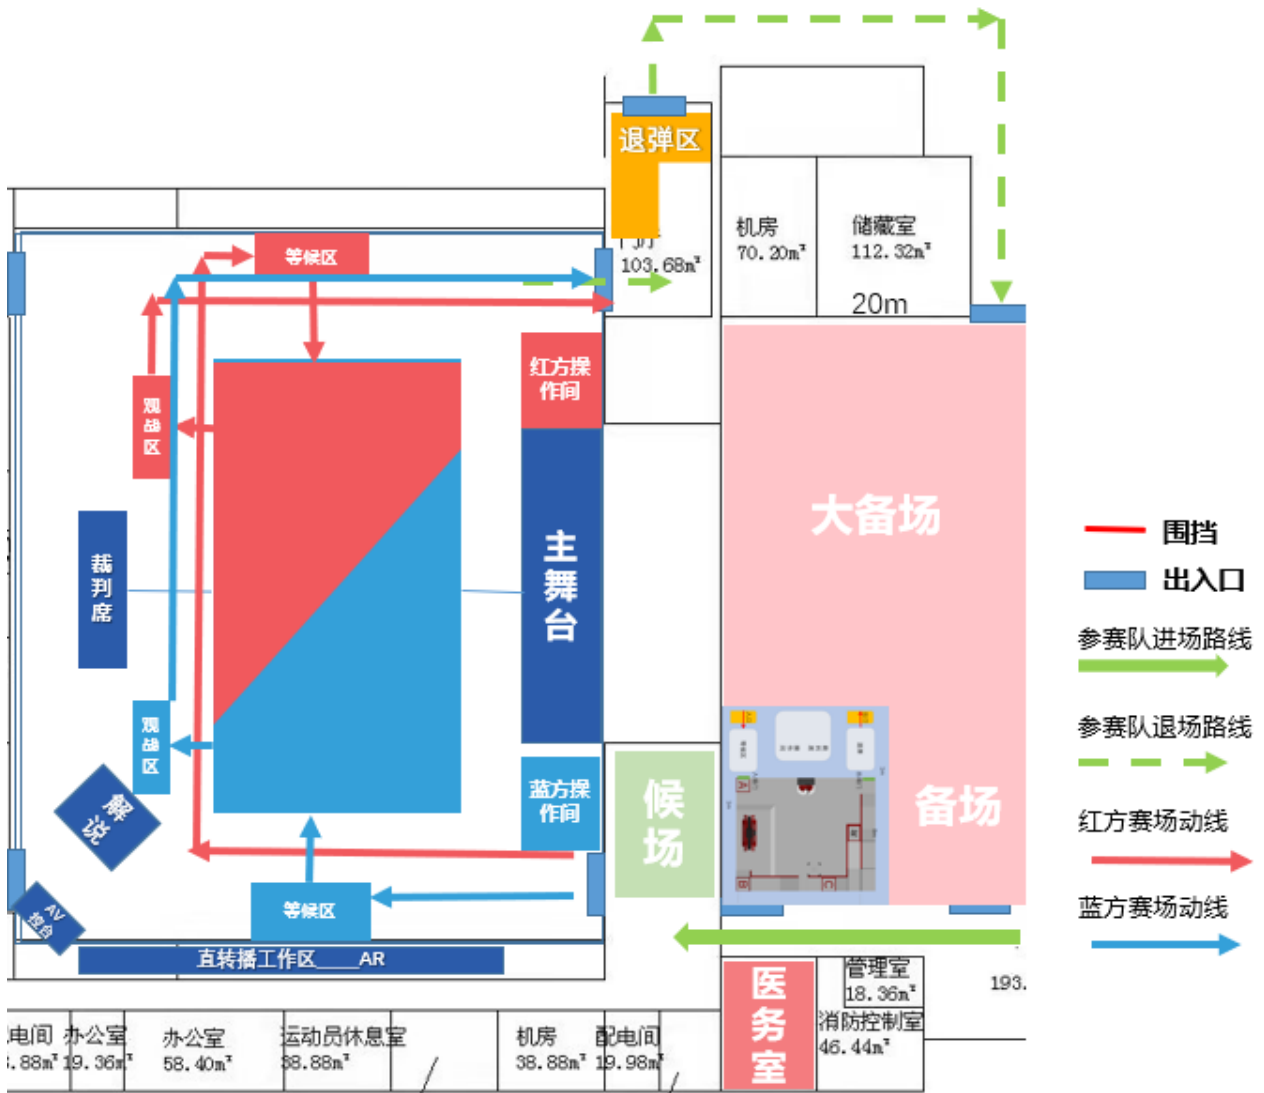 退弹区
103.68㎡
机房
70.20㎡
储藏室
112.32㎡
20m
等候区
红方操
作间
观战区
大备场
围挡
出入口
裁判席
主舞台
参赛队进场路线
参赛队退场路线
观战区
解说
蓝方操
作间
候场
备场
A
B
C
红方赛场动线
蓝方赛场动线
等候区
AV
控台
直转播工作区____AR
医务室
管理室
18.36㎡
193.
消防控制室
46.44㎡
电间
.88㎡
办公室
19.36㎡
办公室
58.40㎡
运动员休息室
38.88㎡
机房
38.88㎡
配电间
19.98㎡